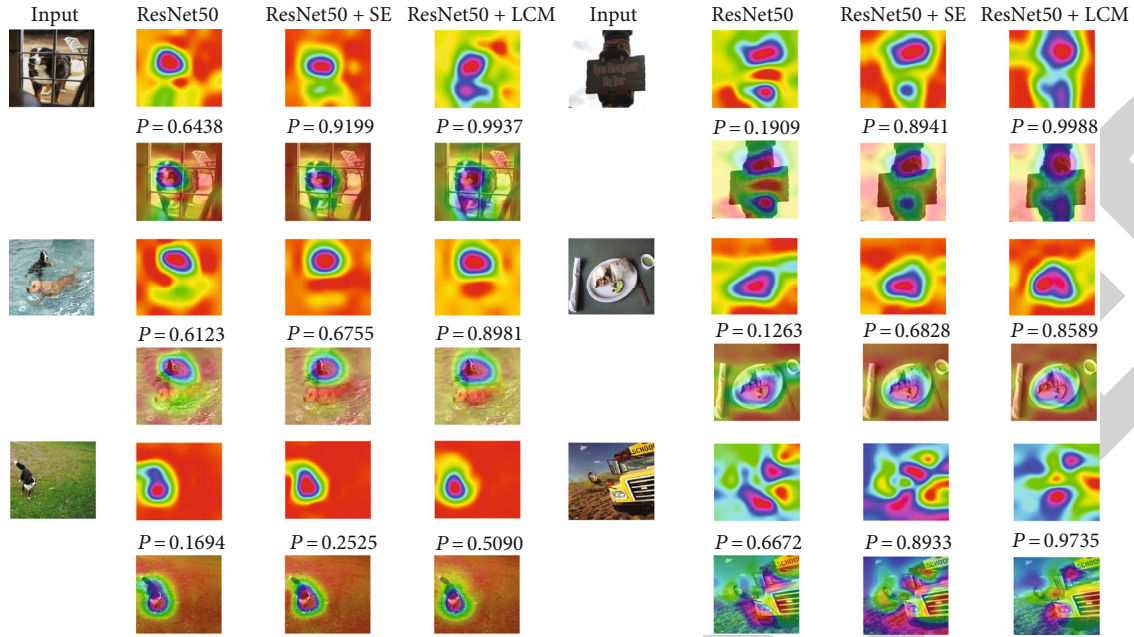 Input ResNet50 ResNet50 + SE ResNet50 + LCM Input ResNet50 ResNet50 + SE ResNet50 + LCM
P = 0.6438 P = 0.9199 P = 0.9937 P = 0.1909 P = 0.8941 P = 0.9988
P = 0.6123 P = 0.6755 P = 0.8981 P = 0.1263 P = 0.6828 P = 0.8589
SCHOOL
P = 0.1694 P = 0.2525 P = 0.5090 P = 0.6672 P = 0.8933 P = 0.9735